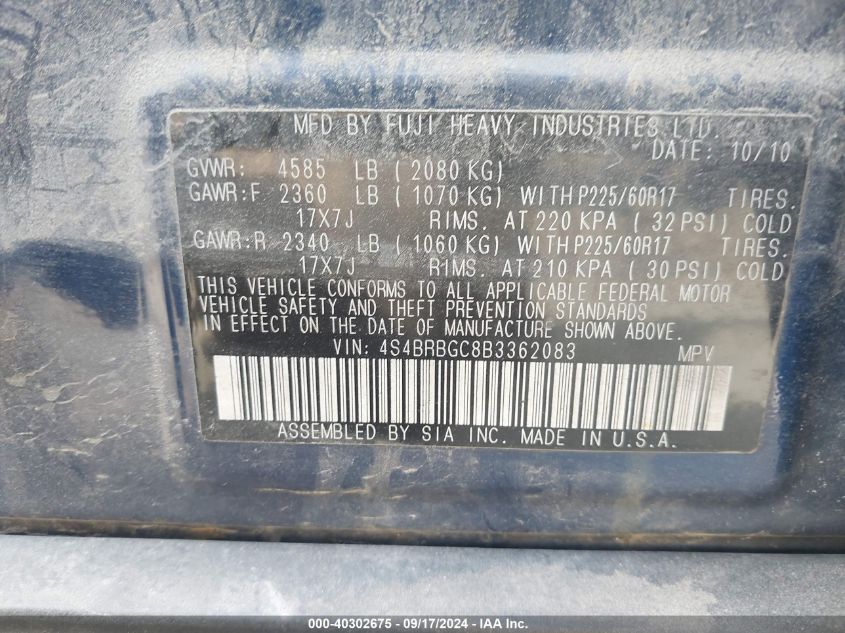 MFD BY FUJI HEAVY INDUSTRIES LTD.
DATE: 10/10
GVWR: 4585 LB ( 2080 KG)
GAWR:F 2360 LB ( 1070 KG) WITH P225/60R17 TIRES.
17X7J RIMS. AT 220 KPA ( 32 PSI) COLD
GAWR:R 2340 LB ( 1060 KG) WITH P225/60R17 TIRES.
17X7J RIMS. AT 210 KPA ( 30 PSI) COLD
THIS VEHICLE CONFORMS TO ALL APPLICABLE FEDERAL MOTOR
VEHICLE SAFETY AND THEFT PREVENTION STANDARDS
IN EFFECT ON THE DATE OF MANUFACTURE SHOWN ABOVE.
VIN: 4S4BRBGC8B3362083 MPV
ASSEMBLED BY SIA INC. MADE IN U.S.A.
000-40302675 - 09/17/2024 - IMAGE COPYRIGHT © IAA, INC.